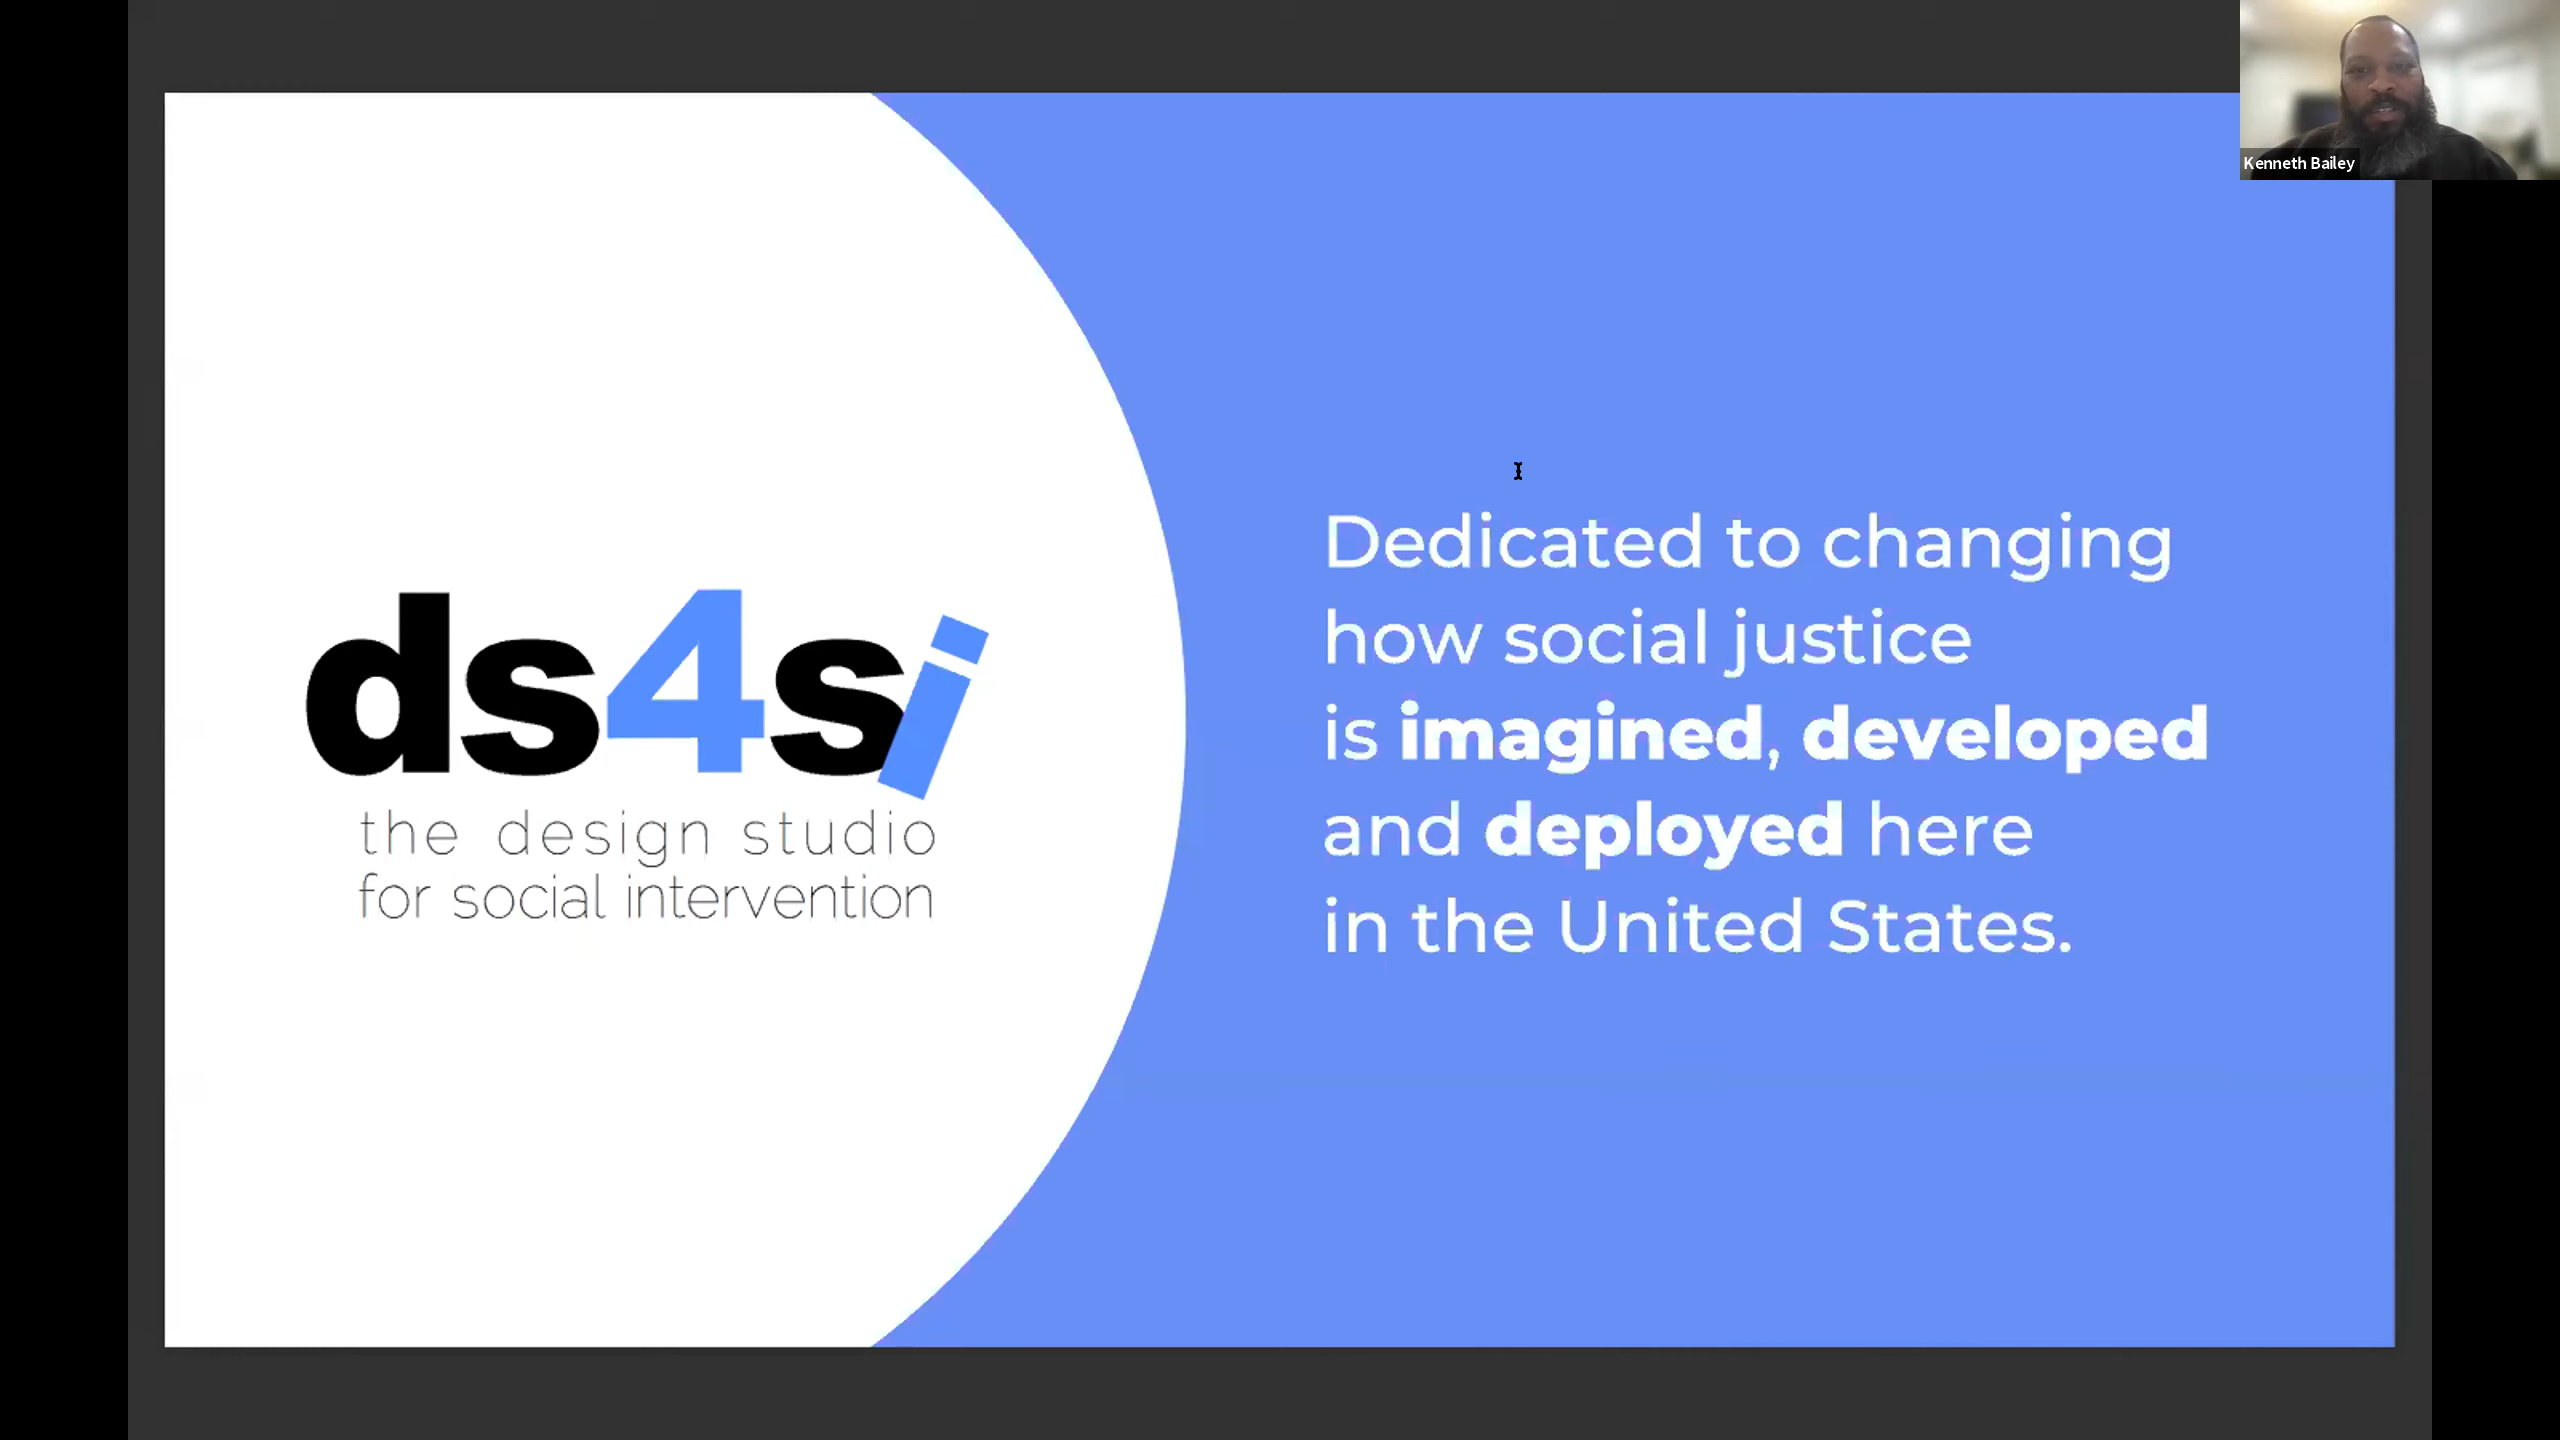 Kenneth Bailey
ds4si
the design studio
for social intervention
Dedicated to changing
how social justice
is imagined, developed
and deployed here
in the United States.